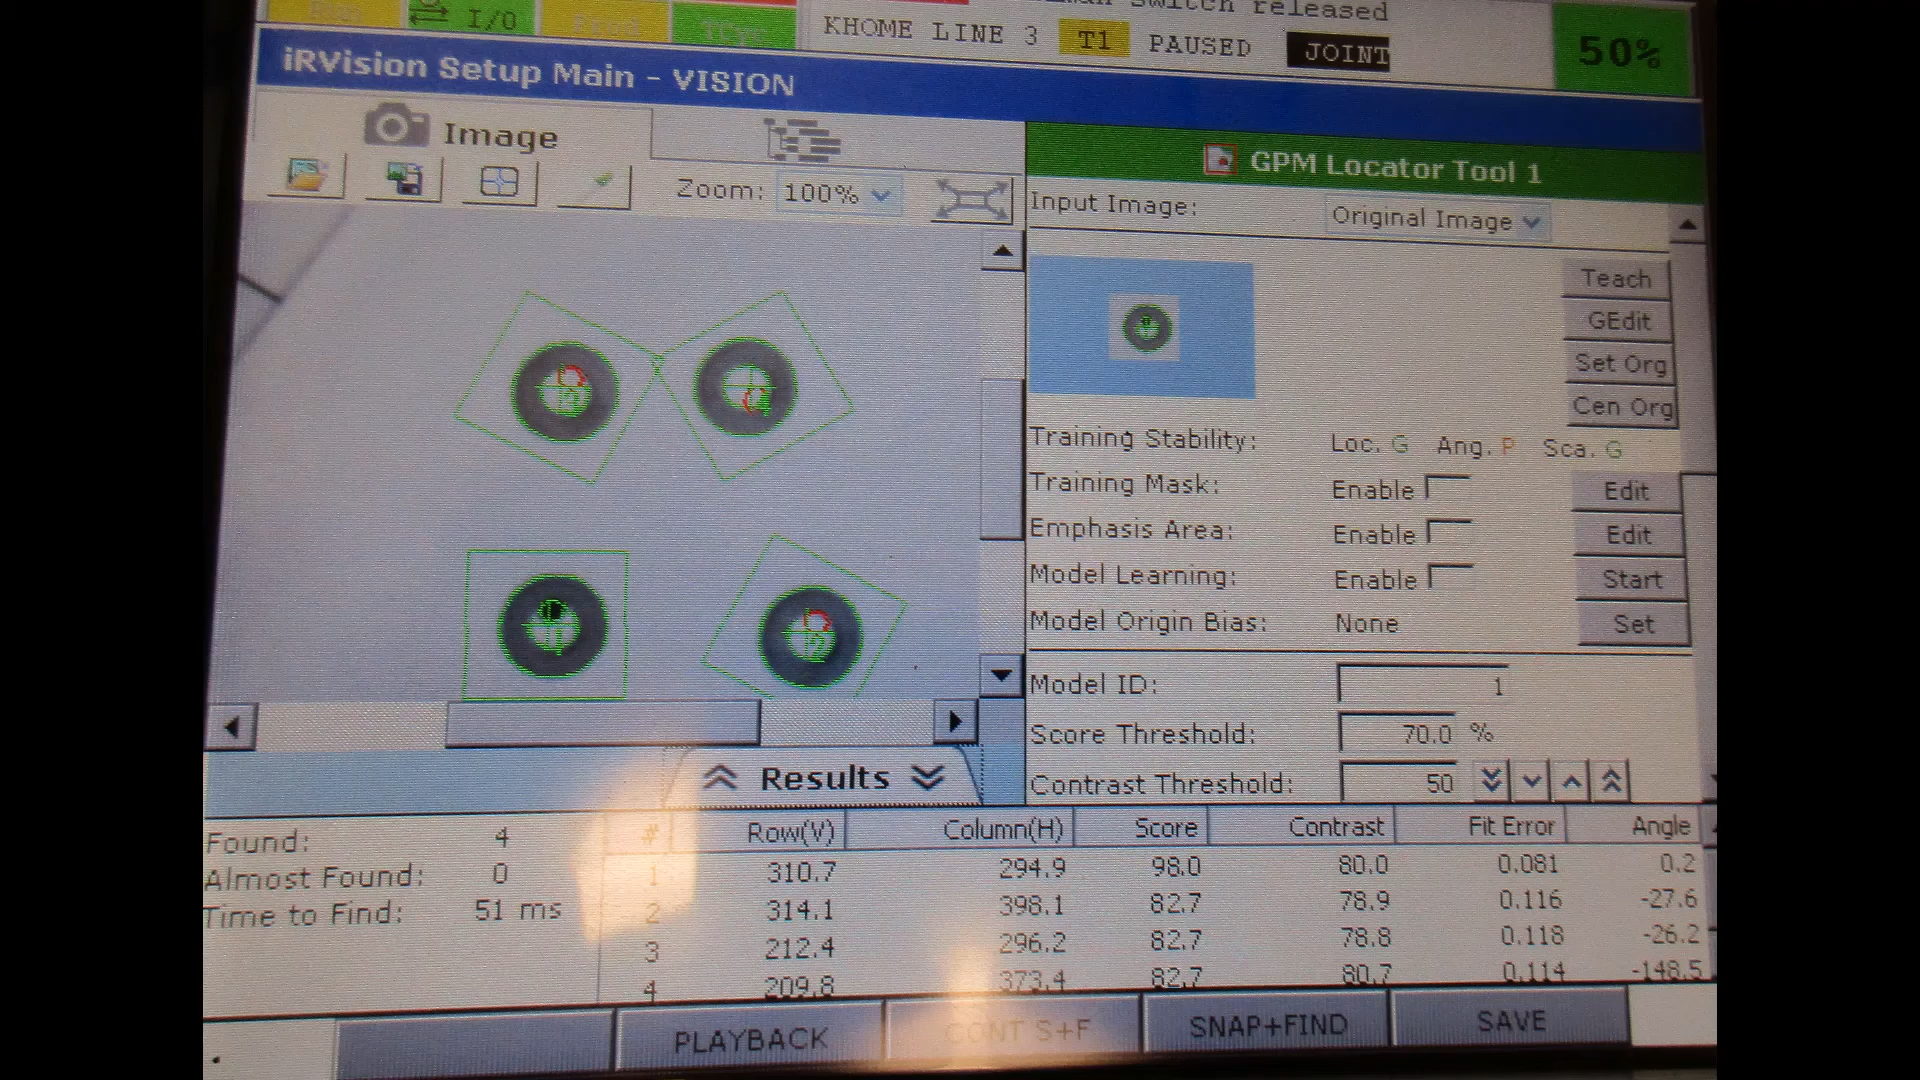 I/O
switch released
KHOME LINE 3 T1 PAUSED JOINT 50%
iRVision Setup Main - VISION
Image
GPM Locator Tool 1
Zoom: 100%
Input Image: Original Image
Teach
GEdit
Set Org
Cen Org
Training Stability: Loc. G Ang. P Sca. G
Training Mask: Enable Edit
Emphasis Area: Enable Edit
Model Learning: Enable Start
Model Origin Bias: None Set
Model ID: 1
Score Threshold: 70.0 %
Contrast Threshold: 50
Results
Found: 4
Almost Found: 0
Time to Find: 51 ms
# Row(V) Column(H) Score Contrast Fit Error Angle
1 310.7 294.9 98.0 80.0 0.081 0.2
2 314.1 398.1 82.7 78.9 0.116 -27.6
3 212.4 296.2 82.7 78.8 0.118 -26.2
4 209.8 373.4 82.7 80.7 0.114 -148.5
PLAYBACK CONT S+F SNAP+FIND SAVE